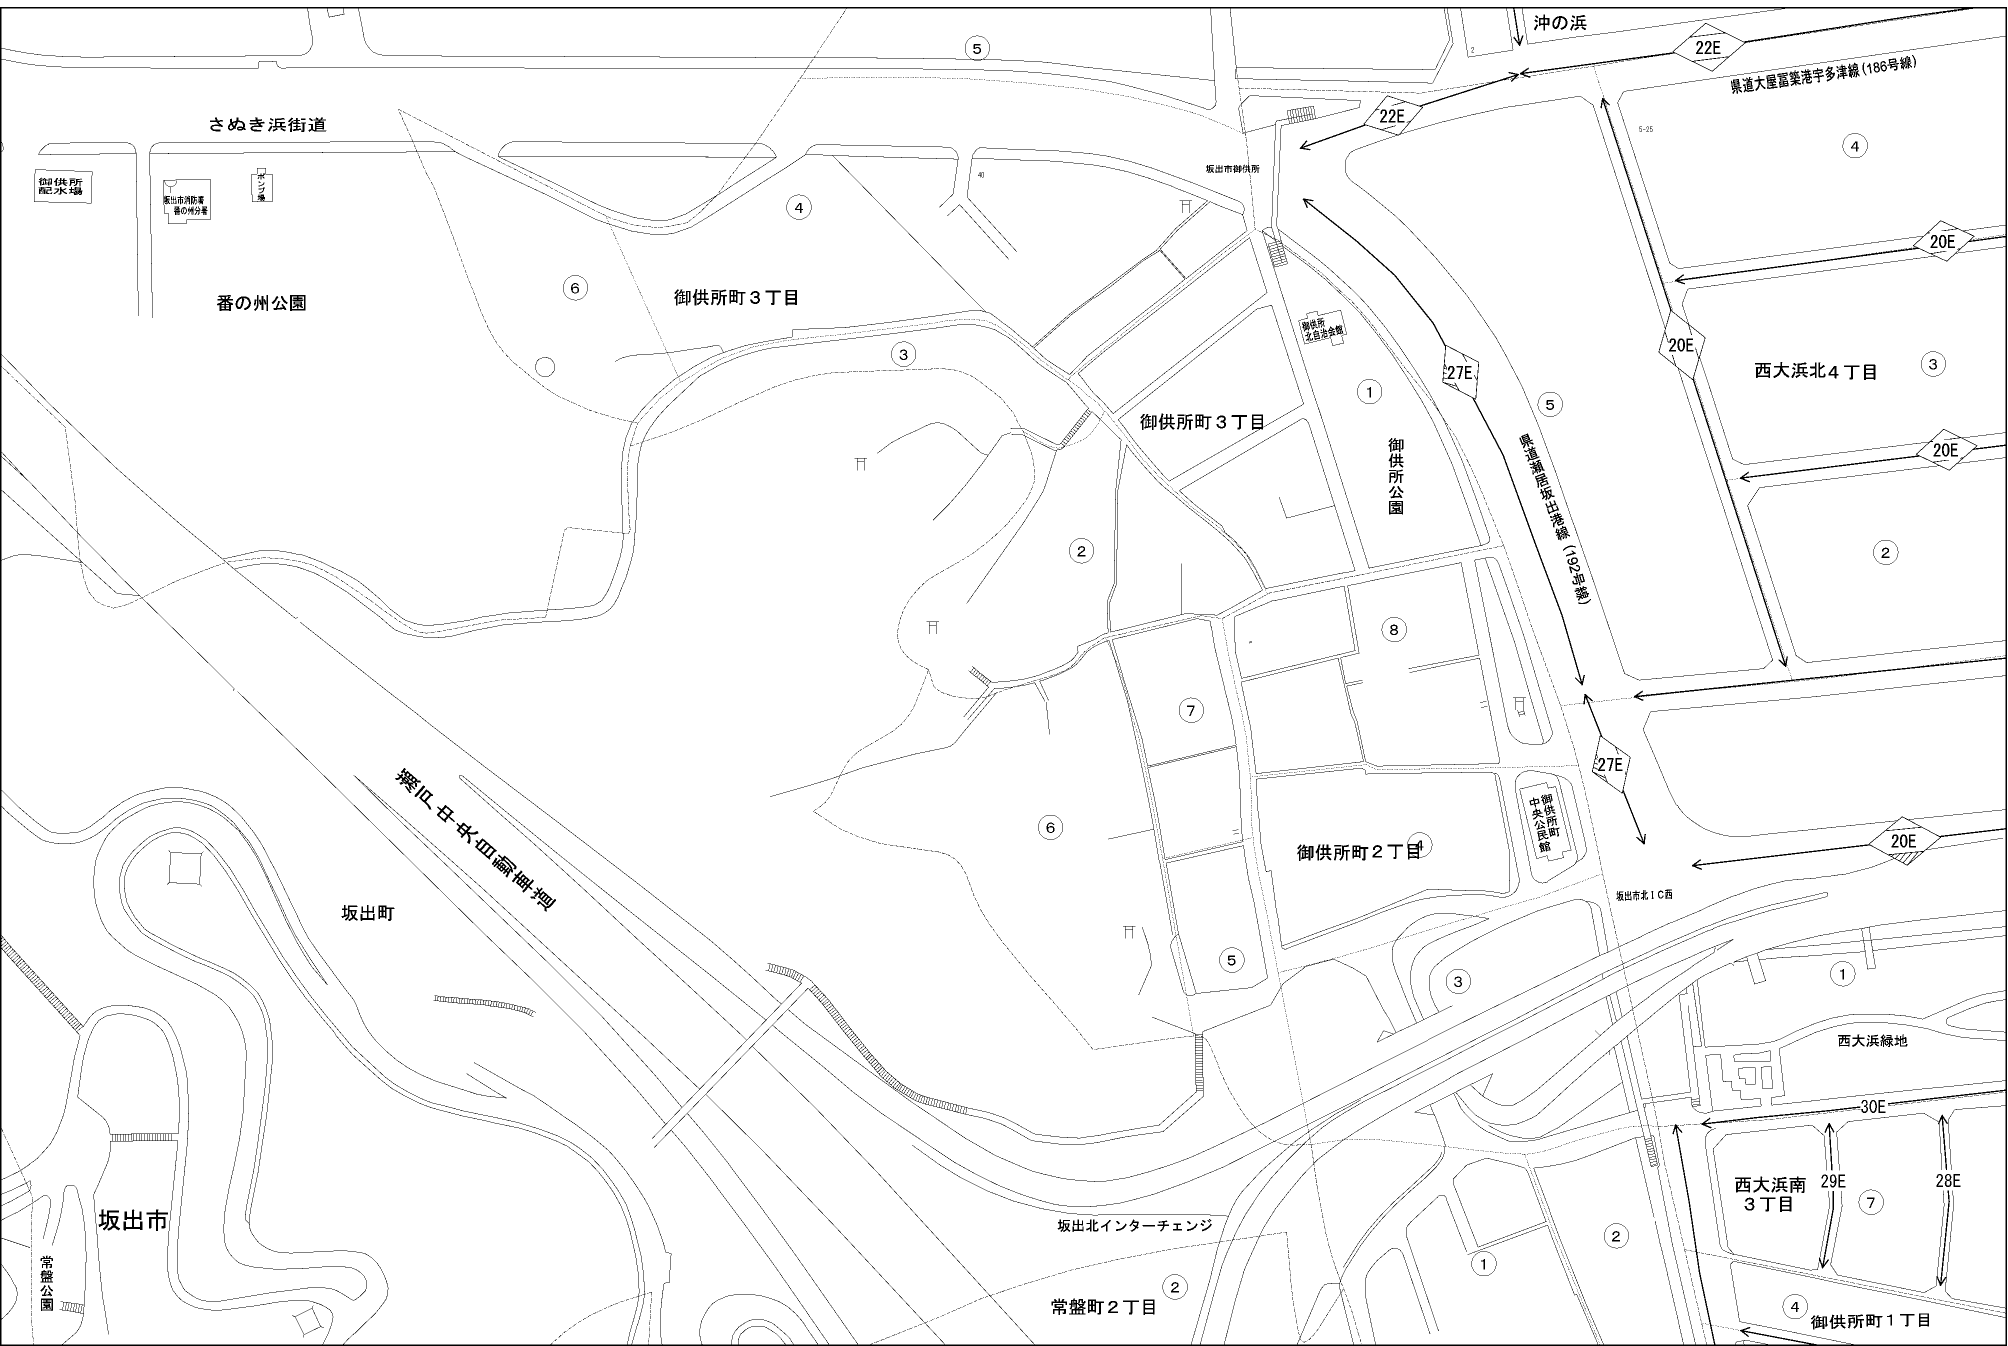 沖の浜
⑤
22E
県道大屋冨築港宇多津線(186号線)
22E
さぬき浜街道
5-25
④
2
坂出市御供所
40
御供所
配水場
坂出市消防署
番の州分署
ポンプ場
④
20E
番の州公園
⑥
御供所町3丁目
御供所
北自治会館
20E
③
27E
西大浜北4丁目
③
①
⑤
御供所町3丁目
御供所公園
県道瀬居坂出港線(192号線)
20E
②
②
⑧
⑦
27E
瀬戸中央自動車道
⑥
御供所町
中央公民館
御供所町2丁目
④
20E
坂出町
坂出市北IC西
⑤
③
①
西大浜緑地
30E
西大浜南
3丁目
29E
⑦
28E
坂出市
坂出北インターチェンジ
②
①
常盤公園
②
常盤町2丁目
④
御供所町1丁目